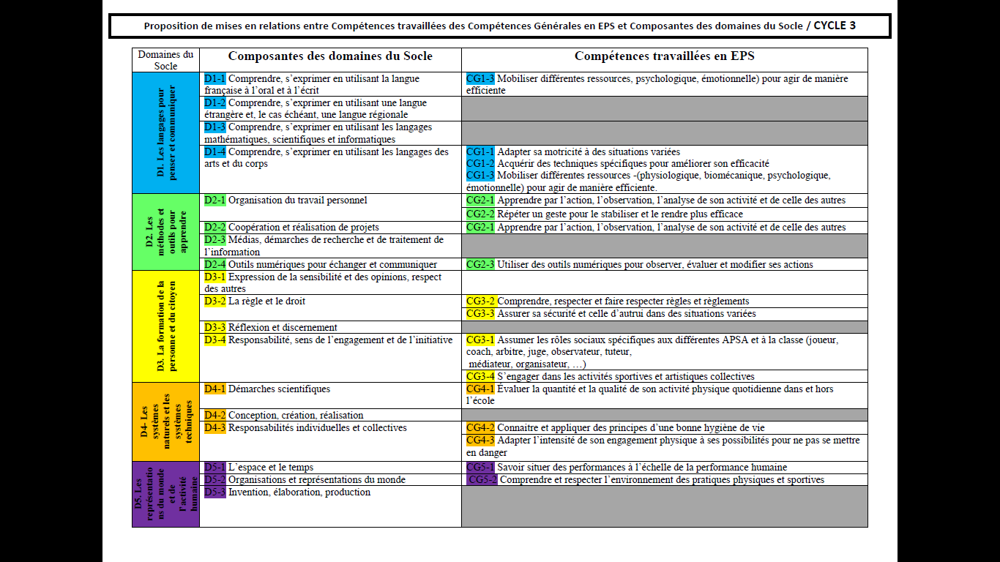 Proposition de mises en relations entre Compétences travaillées des Compétences Générales en EPS et Composantes des domaines du Socle / CYCLE 3
Domaines du
Socle
Composantes des domaines du Socle
Compétences travaillées en EPS
D1. Les langages pour
penser et communiquer
D1-1 Comprendre, s’exprimer en utilisant la langue
française à l’oral et à l’écrit
CG1-3 Mobiliser différentes ressources, psychologique, émotionnelle) pour agir de manière
efficiente
D1-2 Comprendre, s’exprimer en utilisant une langue
étrangère et, le cas échéant, une langue régionale
D1-3 Comprendre, s’exprimer en utilisant les langages
mathématiques, scientifiques et informatiques
D1-4 Comprendre, s’exprimer en utilisant les langages des
arts et du corps
CG1-1 Adapter sa motricité à des situations variées
CG1-2 Acquérir des techniques spécifiques pour améliorer son efficacité
CG1-3 Mobiliser différentes ressources -(physiologique, biomécanique, psychologique,
émotionnelle) pour agir de manière efficiente.
D2. Les
méthodes et
outils pour
apprendre
D2-1 Organisation du travail personnel
CG2-1 Apprendre par l’action, l’observation, l’analyse de son activité et de celle des autres
CG2-2 Répéter un geste pour le stabiliser et le rendre plus efficace
D2-2 Coopération et réalisation de projets
CG2-1 Apprendre par l’action, l’observation, l’analyse de son activité et de celle des autres
D2-3 Médias, démarches de recherche et de traitement de
l’information
D2-4 Outils numériques pour échanger et communiquer
CG2-3 Utiliser des outils numériques pour observer, évaluer et modifier ses actions
D3. La formation de la
personne et du citoyen
D3-1 Expression de la sensibilité et des opinions, respect
des autres
D3-2 La règle et le droit
CG3-2 Comprendre, respecter et faire respecter règles et règlements
CG3-3 Assurer sa sécurité et celle d’autrui dans des situations variées
D3-3 Réflexion et discernement
D3-4 Responsabilité, sens de l’engagement et de l’initiative
CG3-1 Assumer les rôles sociaux spécifiques aux différentes APSA et à la classe (joueur,
coach, arbitre, juge, observateur, tuteur,
médiateur, organisateur, …)
CG3-4 S’engager dans les activités sportives et artistiques collectives
D4- Les
systèmes
naturels et les
systèmes
techniques
D4-1 Démarches scientifiques
CG4-1 Évaluer la quantité et la qualité de son activité physique quotidienne dans et hors
l’école
D4-2 Conception, création, réalisation
D4-3 Responsabilités individuelles et collectives
CG4-2 Connaitre et appliquer des principes d’une bonne hygiène de vie
CG4-3 Adapter l’intensité de son engagement physique à ses possibilités pour ne pas se mettre
en danger
D5. Les
représentatio
ns du monde
et de
l’activité
humaine
D5-1 L’espace et le temps
CG5-1 Savoir situer des performances à l’échelle de la performance humaine
D5-2 Organisations et représentations du monde
CG5-2 Comprendre et respecter l’environnement des pratiques physiques et sportives
D5-3 Invention, élaboration, production